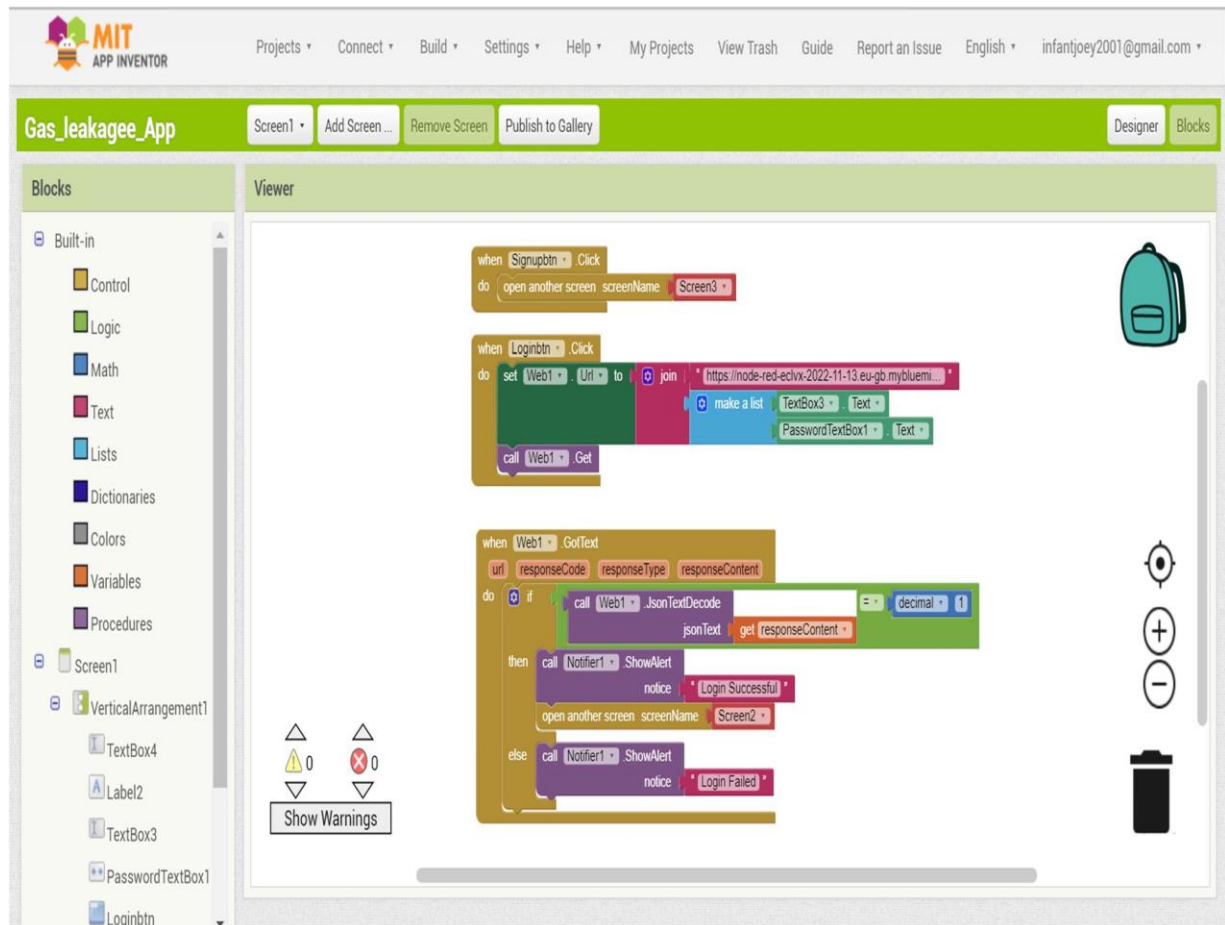 MIT
APP INVENTOR
Projects Connect Build Settings Help My Projects View Trash Guide Report an Issue English infantjoey2001@gmail.com
Gas_leakagee_App Screen1 Add Screen ... Remove Screen Publish to Gallery Designer Blocks
Blocks
Built-in
Control
Logic
Math
Text
Lists
Dictionaries
Colors
Variables
Procedures
Screen1
VerticalArrangement1
TextBox4
Label2
TextBox3
PasswordTextBox1
Loginbtn
Viewer
when Signupbtn .Click
do open another screen screenName Screen3
when Loginbtn .Click
do set Web1 . Url to join " https://node-red-eclvx-2022-11-13.eu-gb.mybluemi... "
make a list TextBox3 . Text
PasswordTextBox1 . Text
call Web1 .Get
when Web1 .GotText
url responseCode responseType responseContent
do if call Web1 .JsonTextDecode = decimal 1
jsonText get responseContent
then call Notifier1 .ShowAlert
notice " Login Successful "
open another screen screenName Screen2
else call Notifier1 .ShowAlert
notice " Login Failed "
0 0
Show Warnings